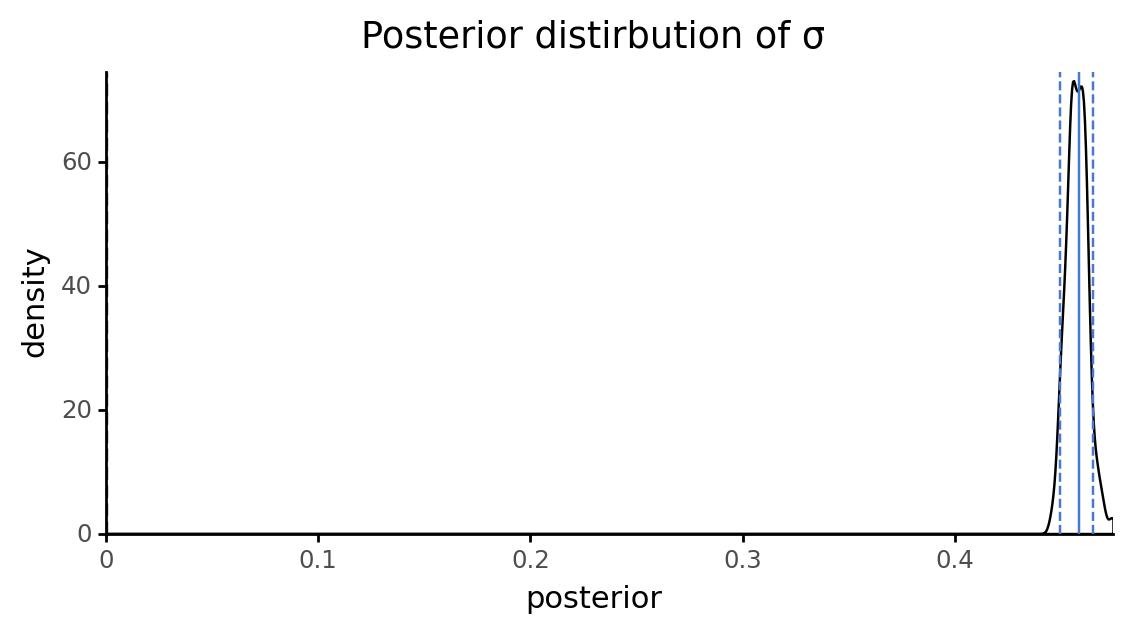 Posterior distirbution of σ
density
60
40
20
0
0 0.1 0.2 0.3 0.4
posterior